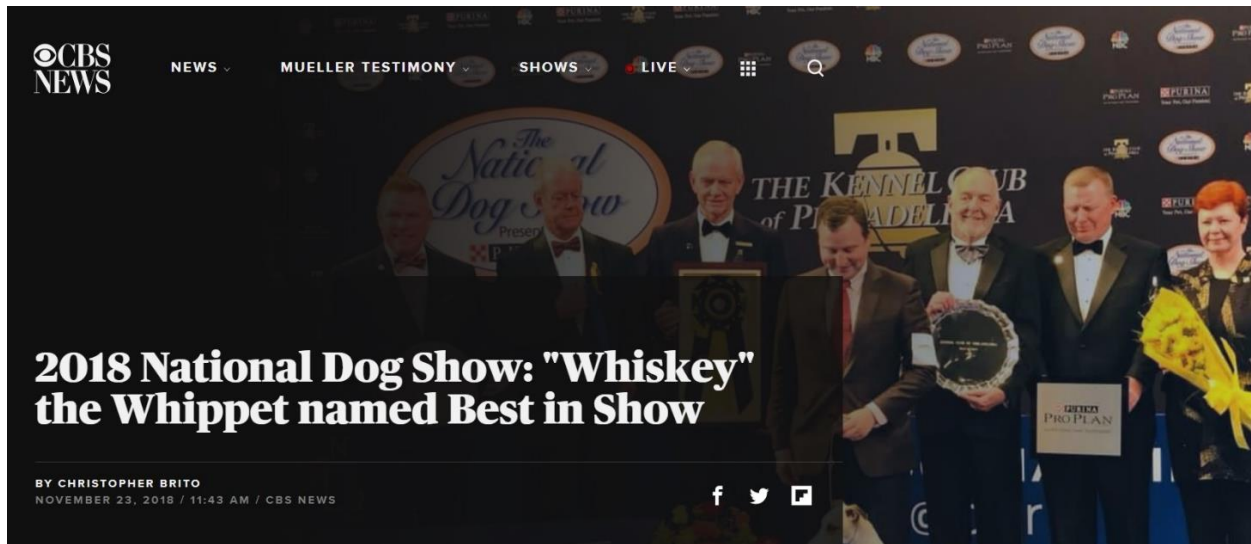 CBS
NEWS
NEWS
MUELLER TESTIMONY
SHOWS
LIVE
The
National
Dog Show
Present
THE KENNEL CLUB
of PHILADELPHIA
PURINA
PRO PLAN
2018 National Dog Show: "Whiskey"
the Whippet named Best in Show
BY CHRISTOPHER BRITO
NOVEMBER 23, 2018 / 11:43 AM / CBS NEWS